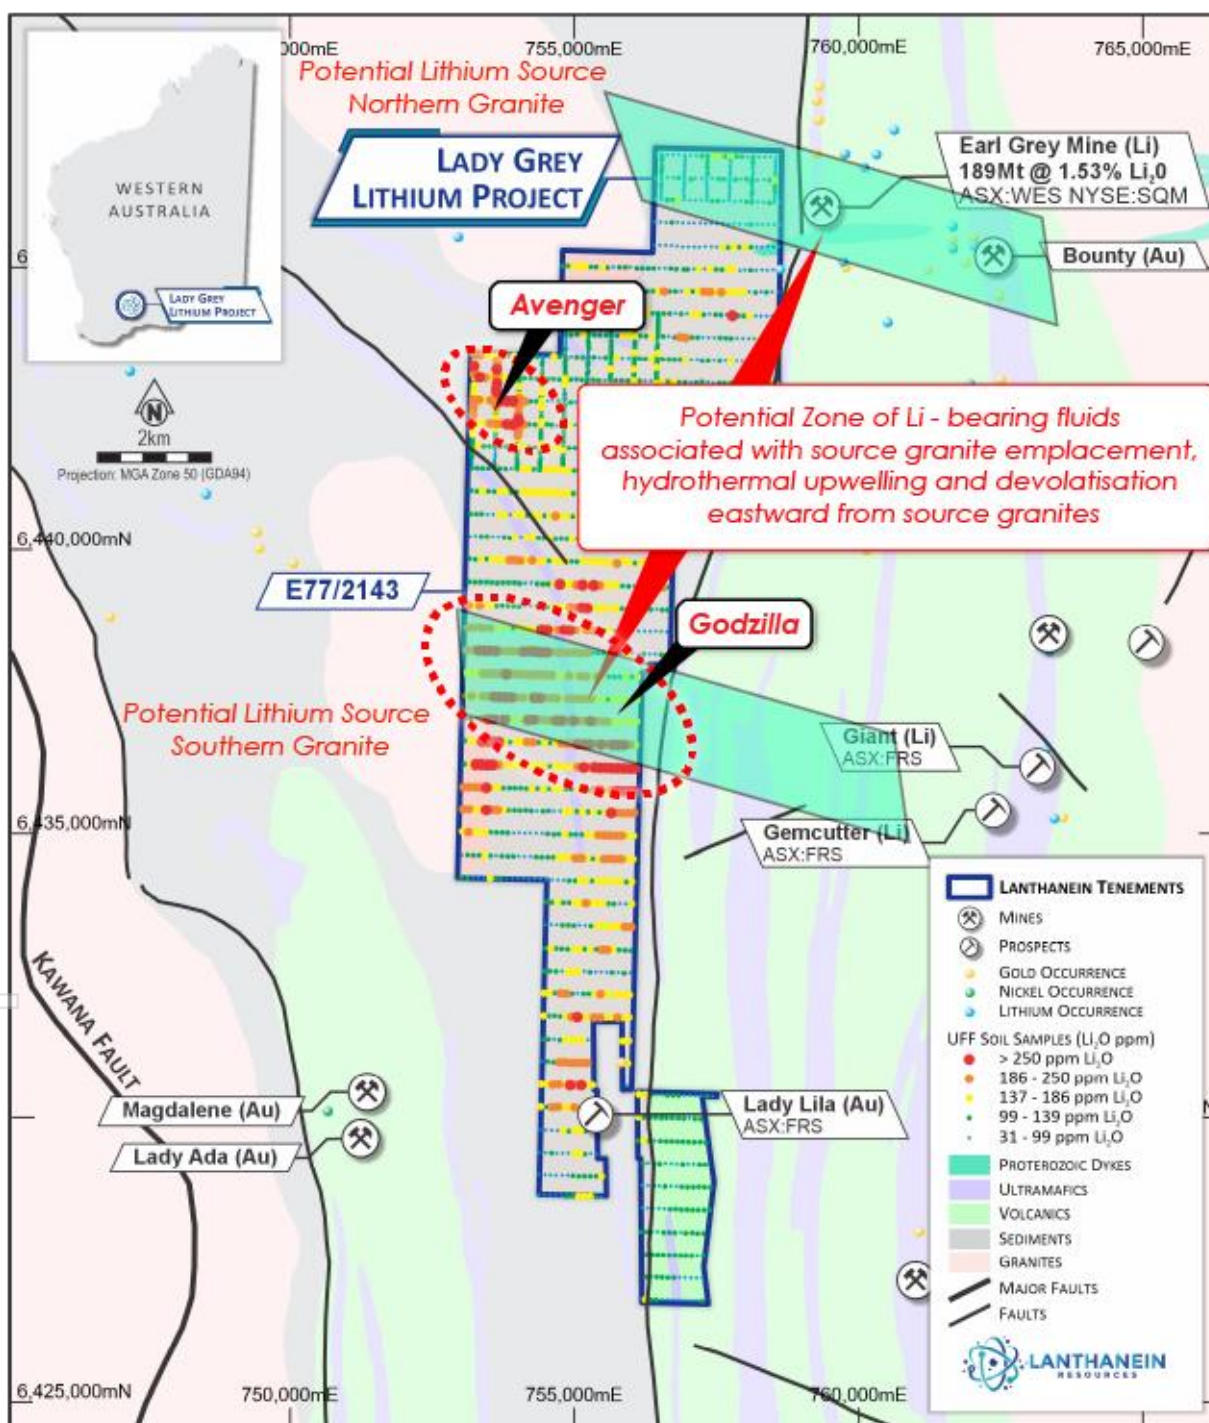 000mE
755,000mE
760,000mE
765,000mE
Potential Lithium Source
Northern Granite
LADY GREY
LITHIUM PROJECT
Earl Grey Mine (Li)
189Mt @ 1.53% Li₂0
ASX:WES NYSE:SQM
Bounty (Au)
WESTERN
AUSTRALIA
LADY GREY
LITHIUM PROJECT
6
Avenger
N
2km
Projection: MGA Zone 50 (GDA94)
Potential Zone of Li - bearing fluids
associated with source granite emplacement,
hydrothermal upwelling and devolatisation
eastward from source granites
6,440,000mN
E77/2143
Godzilla
Potential Lithium Source
Southern Granite
Giant (Li)
ASX:FRS
6,435,000mN
Gemcutter (Li)
ASX:FRS
KAWANA FAULT
Magdalene (Au)
Lady Ada (Au)
Lady Lila (Au)
ASX:FRS
N
LANTHANEIN TENEMENTS
MINES
PROSPECTS
GOLD OCCURRENCE
NICKEL OCCURRENCE
LITHIUM OCCURRENCE
UFF SOIL SAMPLES (Li₂O ppm)
> 250 ppm Li₂O
186 - 250 ppm Li₂O
137 - 186 ppm Li₂O
99 - 139 ppm Li₂O
31 - 99 ppm Li₂O
PROTEROZOIC DYKES
ULTRAMAFICS
VOLCANICS
SEDIMENTS
GRANITES
MAJOR FAULTS
FAULTS
LANTHANEIN
RESOURCES
6,425,000mN
750,000mE
755,000mE
760,000mE